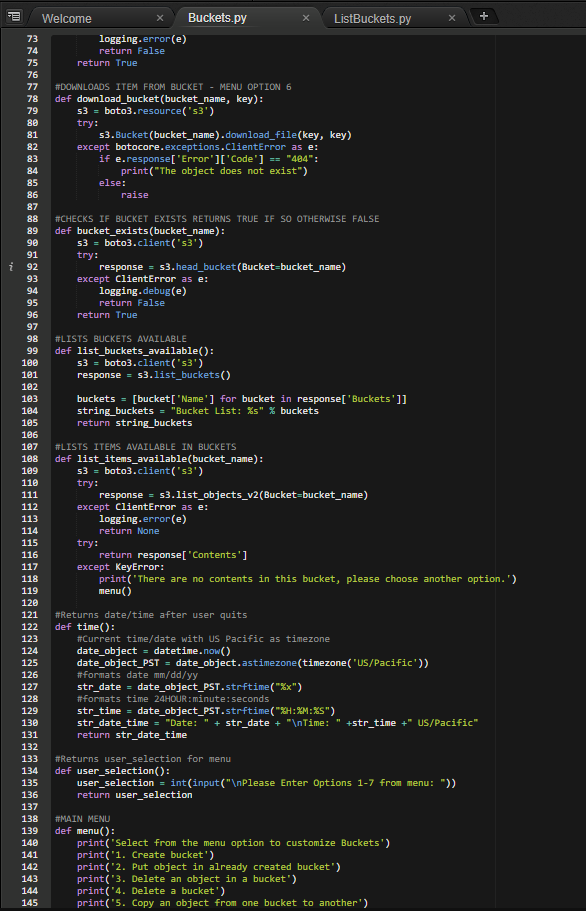 Welcome × Buckets.py × ListBuckets.py × +
73 logging.error(e)
74 return False
75 return True
76
77 #DOWNLOADS ITEM FROM BUCKET - MENU OPTION 6
78 def download_bucket(bucket_name, key):
79 s3 = boto3.resource('s3')
80 try:
81 s3.Bucket(bucket_name).download_file(key, key)
82 except botocore.exceptions.ClientError as e:
83 if e.response['Error']['Code'] == "404":
84 print("The object does not exist")
85 else:
86 raise
87
88 #CHECKS IF BUCKET EXISTS RETURNS TRUE IF SO OTHERWISE FALSE
89 def bucket_exists(bucket_name):
90 s3 = boto3.client('s3')
91 try:
i 92 response = s3.head_bucket(Bucket=bucket_name)
93 except ClientError as e:
94 logging.debug(e)
95 return False
96 return True
97
98 #LISTS BUCKETS AVAILABLE
99 def list_buckets_available():
100 s3 = boto3.client('s3')
101 response = s3.list_buckets()
102
103 buckets = [bucket['Name'] for bucket in response['Buckets']]
104 string_buckets = "Bucket List: %s" % buckets
105 return string_buckets
106
107 #LISTS ITEMS AVAILABLE IN BUCKETS
108 def list_items_available(bucket_name):
109 s3 = boto3.client('s3')
110 try:
111 response = s3.list_objects_v2(Bucket=bucket_name)
112 except ClientError as e:
113 logging.error(e)
114 return None
115 try:
116 return response['Contents']
117 except KeyError:
118 print('There are no contents in this bucket, please choose another option.')
119 menu()
120
121 #Returns date/time after user quits
122 def time():
123 #Current time/date with US Pacific as timezone
124 date_object = datetime.now()
125 date_object_PST = date_object.astimezone(timezone('US/Pacific'))
126 #formats date mm/dd/yy
127 str_date = date_object_PST.strftime("%x")
128 #formats time 24HOUR:minute:seconds
129 str_time = date_object_PST.strftime("%H:%M:%S")
130 str_date_time = "Date: " + str_date + "\nTime: " +str_time +" US/Pacific"
131 return str_date_time
132
133 #Returns user_selection for menu
134 def user_selection():
135 user_selection = int(input("\nPlease Enter Options 1-7 from menu: "))
136 return user_selection
137
138 #MAIN MENU
139 def menu():
140 print('Select from the menu option to customize Buckets')
141 print('1. Create bucket')
142 print('2. Put object in already created bucket')
143 print('3. Delete an object in a bucket')
144 print('4. Delete a bucket')
145 print('5. Copy an object from one bucket to another')